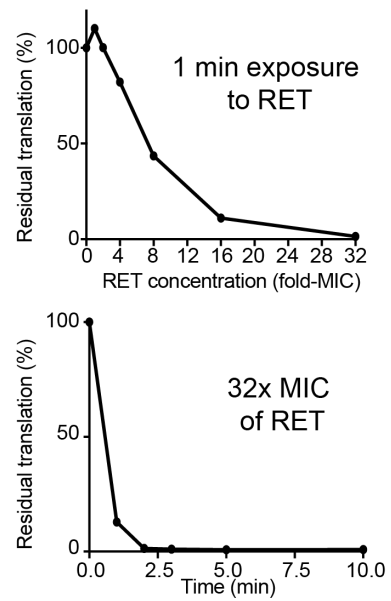 Residual translation (%)
100
50
0
1 min exposure
to RET
0 4 8 12 16 20 24 28 32
RET concentration (fold-MIC)
Residual translation (%)
100
50
0
32x MIC
of RET
0.0 2.5 5.0 7.5 10.0
Time (min)